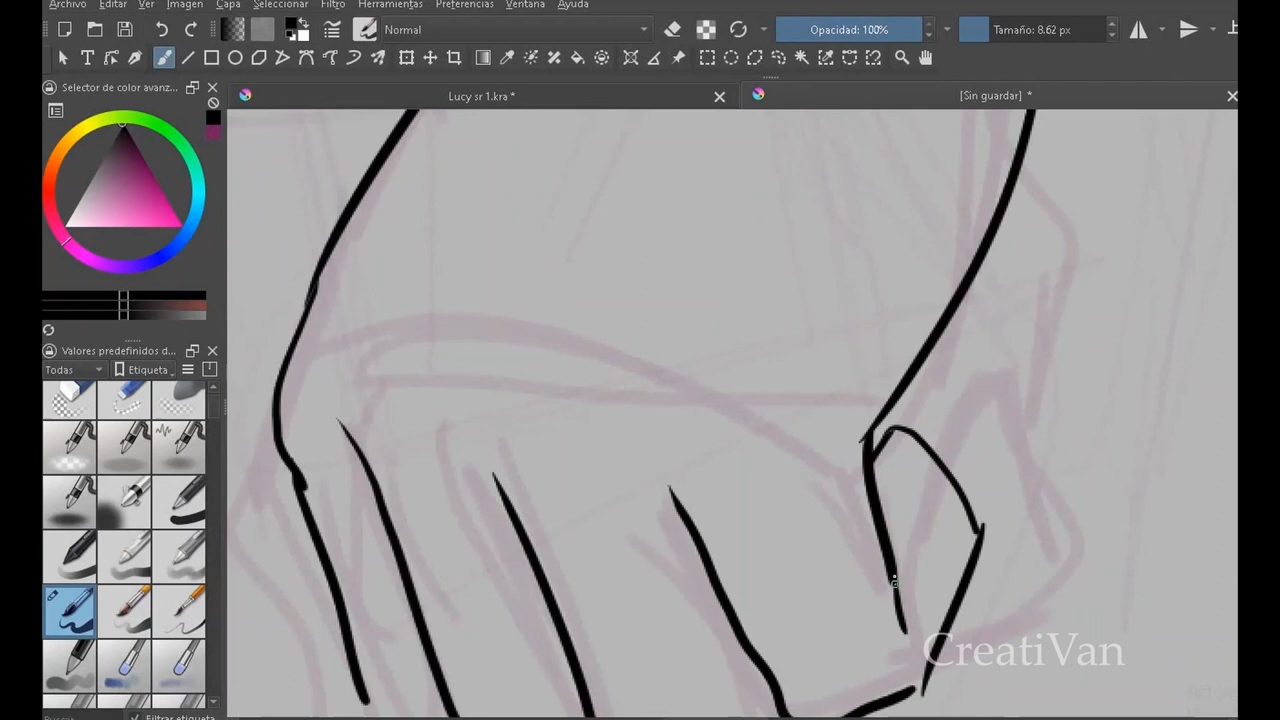 Archivo Editar Ver Imagen Capa Seleccionar Filtro Herramientas Preferencias Ventana Ayuda
Normal Opacidad: 100% Tamaño: 8.62 px
Selector de color avanz... Lucy sr 1.kra * [Sin guardar] *
Valores predefinidos d...
Todas Etiqueta
CreatiVan
Buscar Filtrar etiqueta